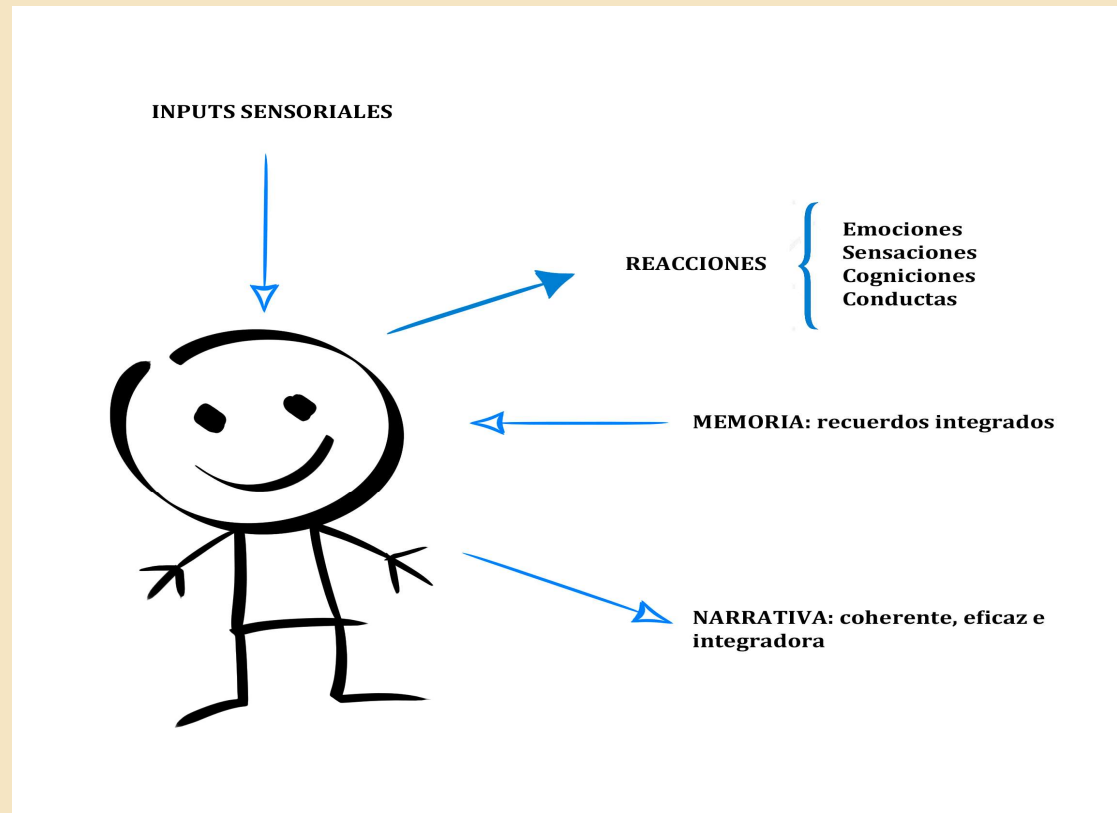 INPUTS SENSORIALES
REACCIONES
Emociones
Sensaciones
Cogniciones
Conductas
MEMORIA: recuerdos integrados
NARRATIVA: coherente, eficaz e
integradora